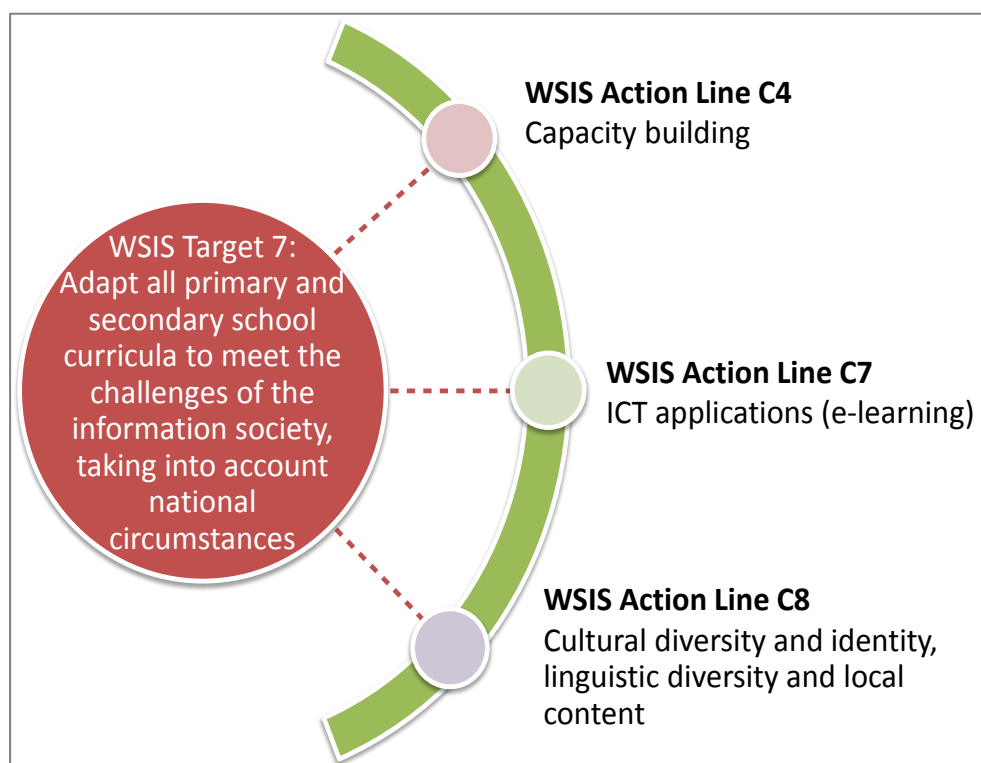 WSIS Target 7:
Adapt all primary and
secondary school
curricula to meet the
challenges of the
information society,
taking into account
national
circumstances
WSIS Action Line C4
Capacity building
WSIS Action Line C7
ICT applications (e-learning)
WSIS Action Line C8
Cultural diversity and identity,
linguistic diversity and local
content